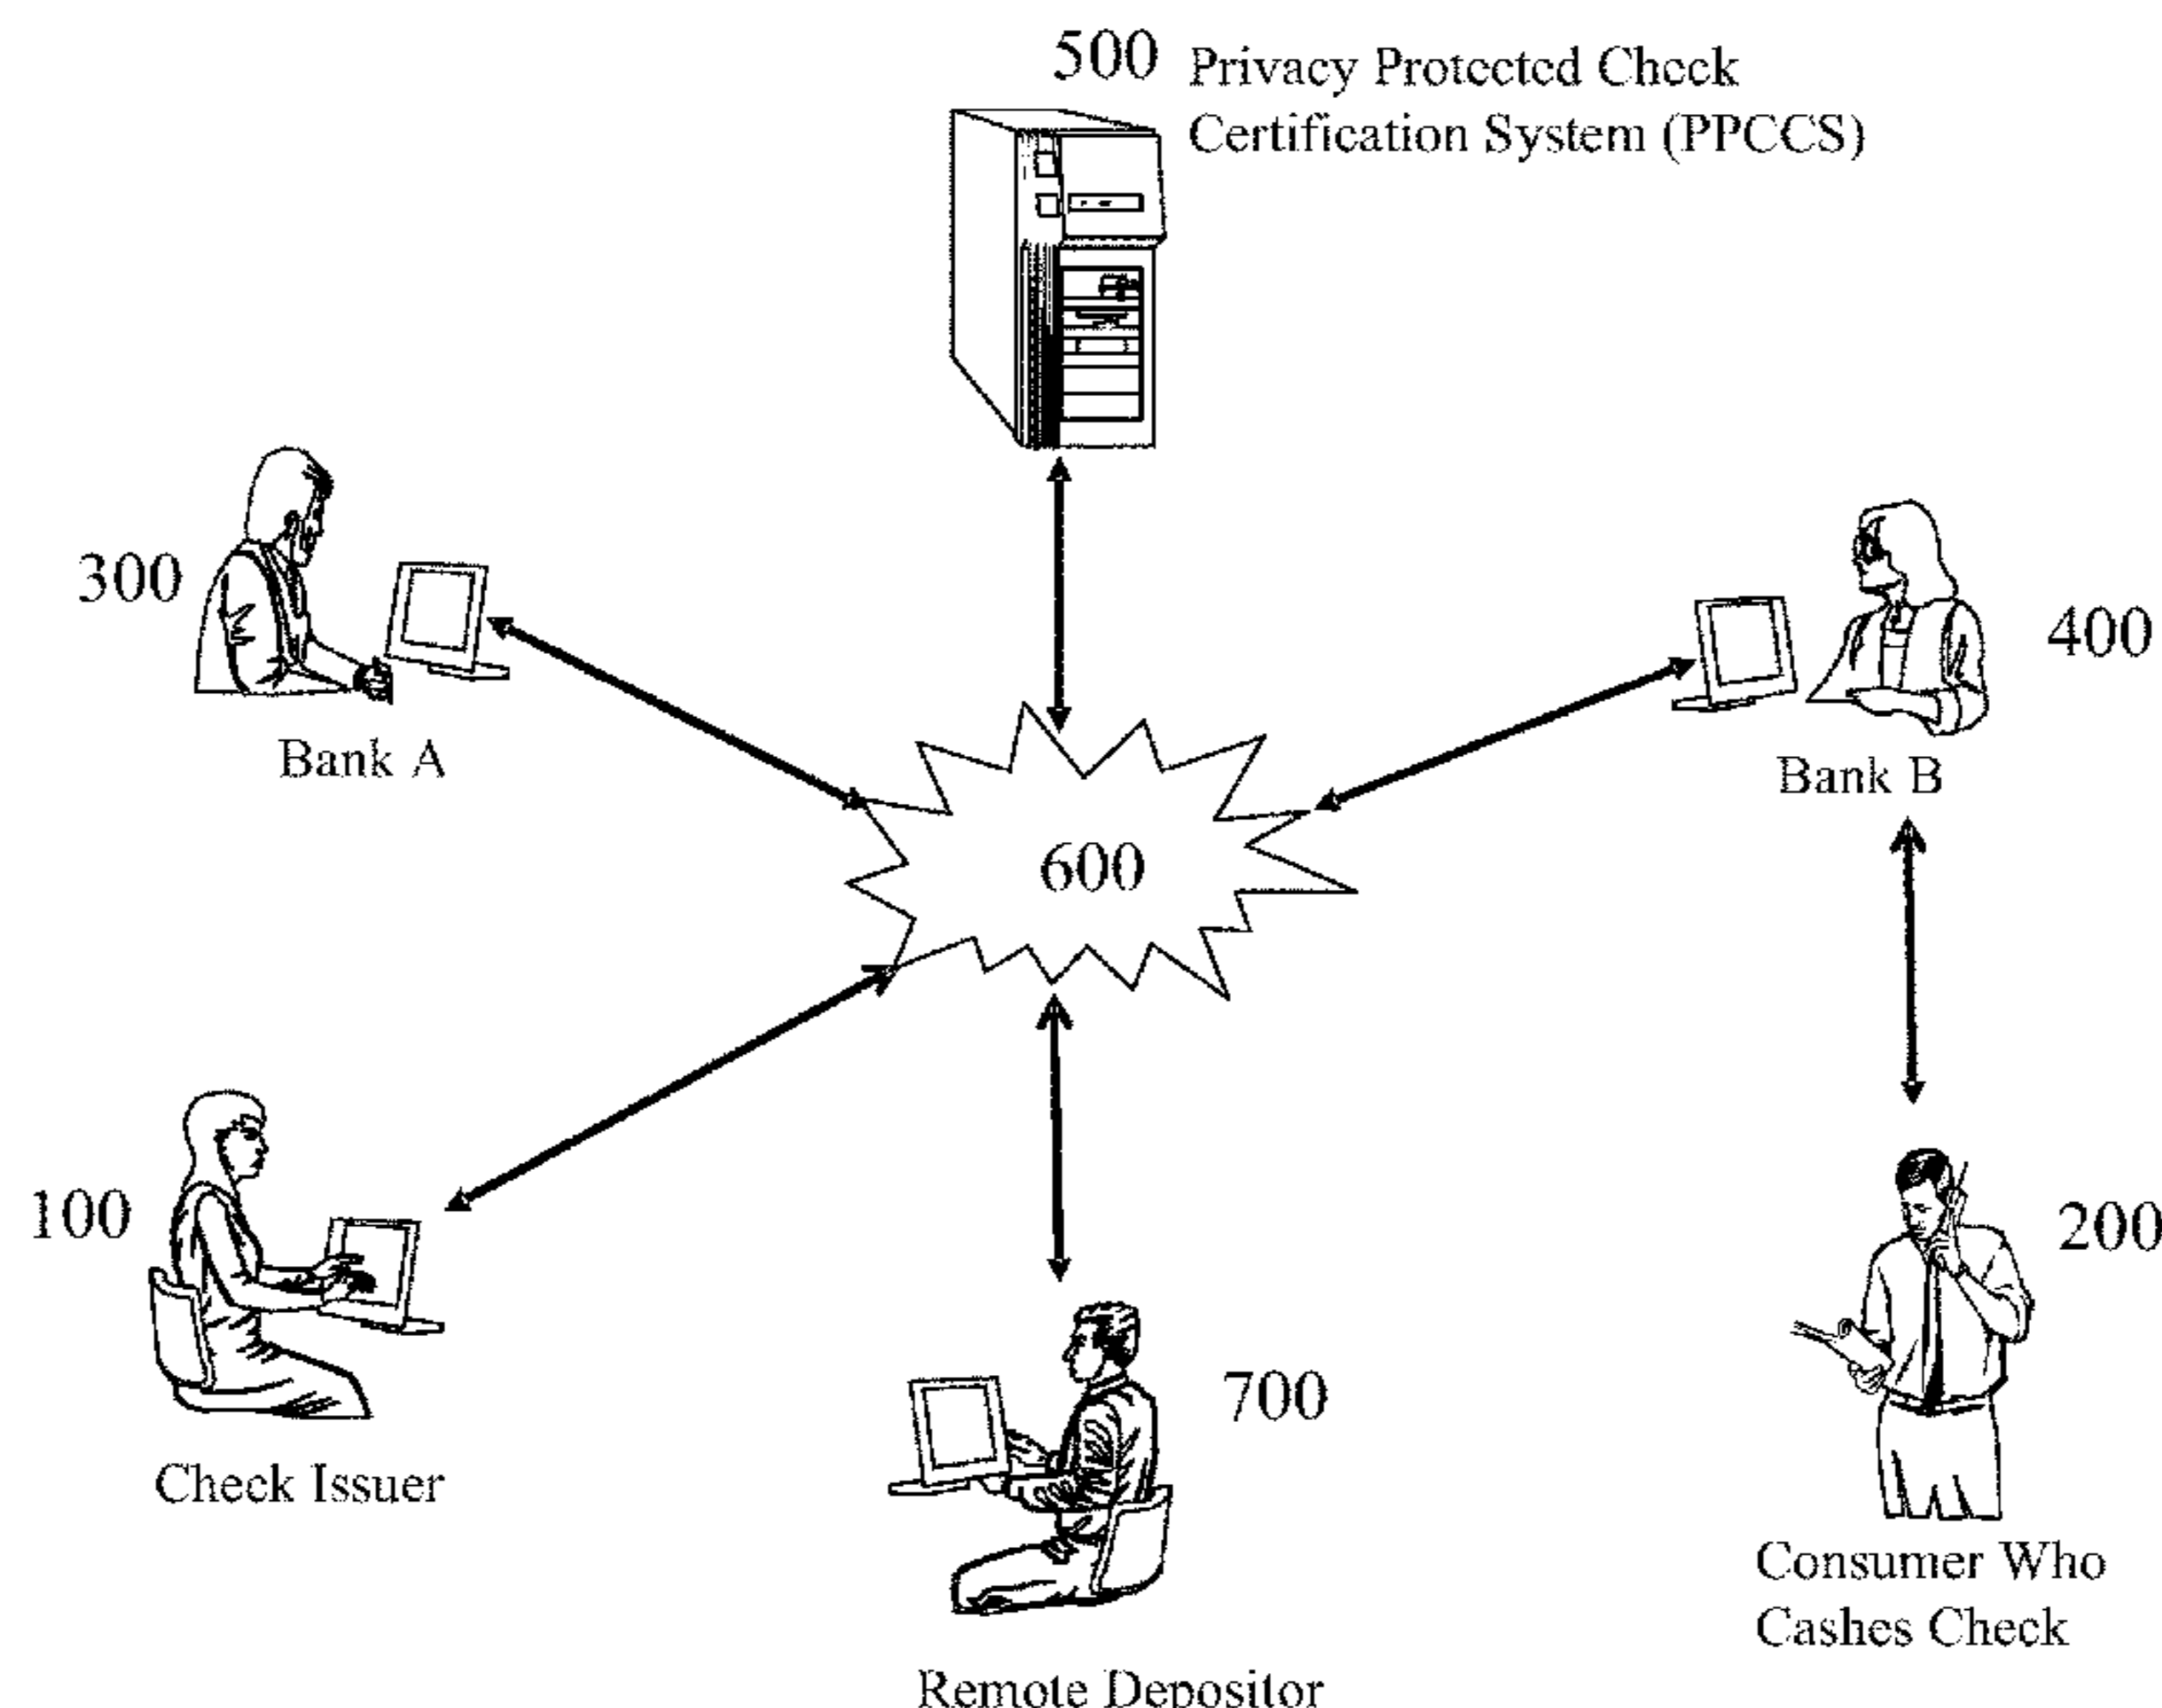 500 Privacy Protected Check
Certification System (PPCCS)
300
400
Bank A
Bank B
600
100
200
700
Check Issuer
Consumer Who
Cashes Check
Remote Depositor